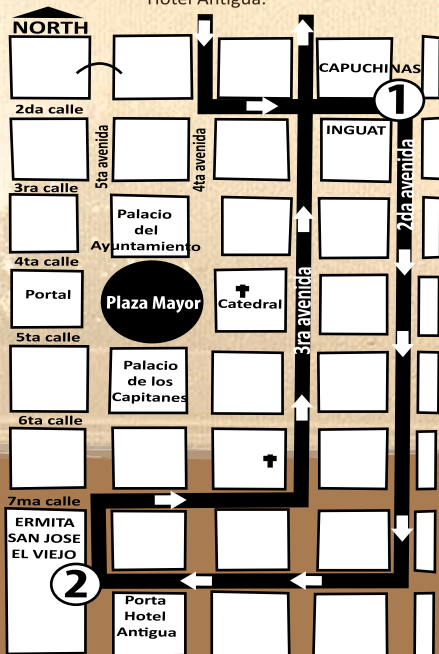 Hotel Antigua.
NORTH
CAPUCHINAS
1
2da calle
INGUAT
5ta avenida
4ta avenida
2da avenida
3ra calle
Palacio
del
Ayuntamiento
4ta calle
Portal
Plaza Mayor
Catedral
3ra avenida
5ta calle
Palacio
de los
Capitanes
6ta calle
7ma calle
ERMITA
SAN JOSE
EL VIEJO
2
Porta
Hotel
Antigua